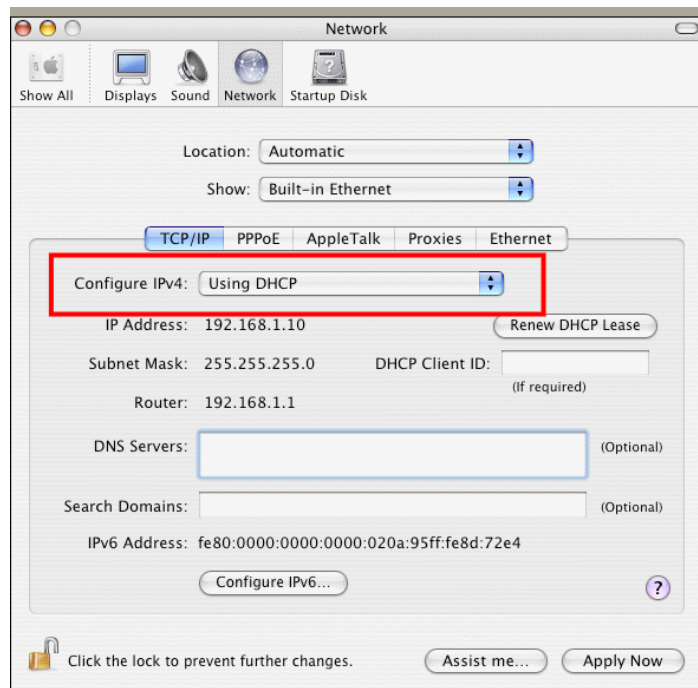 Network
Show All Displays Sound Network Startup Disk
Location: Automatic
Show: Built-in Ethernet
TCP/IP PPPoE AppleTalk Proxies Ethernet
Configure IPv4: Using DHCP
IP Address: 192.168.1.10 Renew DHCP Lease
Subnet Mask: 255.255.255.0 DHCP Client ID:
(If required)
Router: 192.168.1.1
DNS Servers: (Optional)
Search Domains: (Optional)
IPv6 Address: fe80:0000:0000:0000:020a:95ff:fe8d:72e4
Configure IPv6... ?
Click the lock to prevent further changes. Assist me... Apply Now